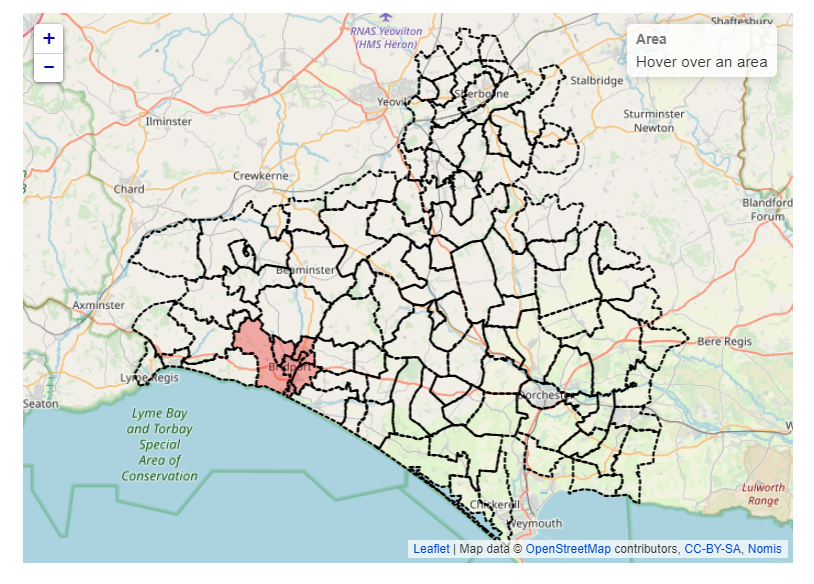 +
−
Area
Hover over an area
Shaftesbury
RNAS Yeovilton
(HMS Heron)
Stalbridge
Sherborne
Yeovil
Ilminster
Sturminster
Newton
Crewkerne
Chard
Blandford
Forum
Beaminster
Axminster
Bere Regis
Bridport
Lyme Regis
Dorchester
Seaton
Lyme Bay
and Torbay
Special
Area of
Conservation
W
Lulworth
Range
Chickerell
Weymouth
Leaflet | Map data © OpenStreetMap contributors, CC-BY-SA, Nomis